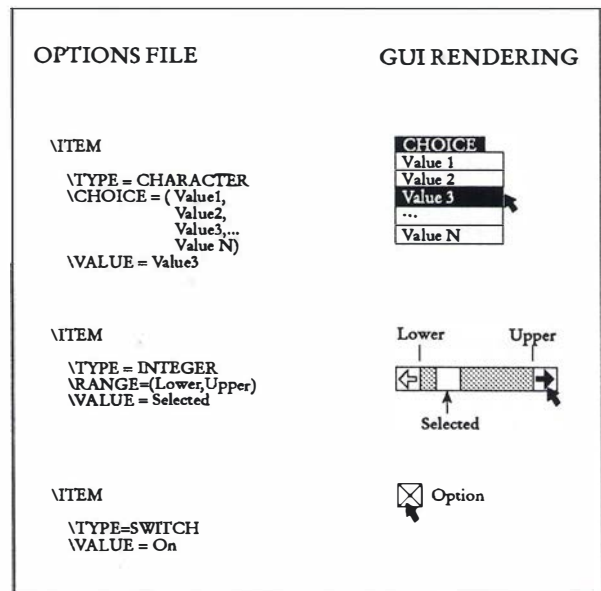 OPTIONS FILE GUI RENDERING
\ITEM
\TYPE = CHARACTER
\CHOICE = ( Value1,
Value2,
Value3,...
Value N)
\VALUE = Value3
CHOICE
Value 1
Value 2
Value 3
...
Value N
\ITEM
\TYPE = INTEGER
\RANGE=(Lower,Upper)
\VALUE = Selected
Lower Upper
Selected
\ITEM
\TYPE=SWITCH
\VALUE = On
Option